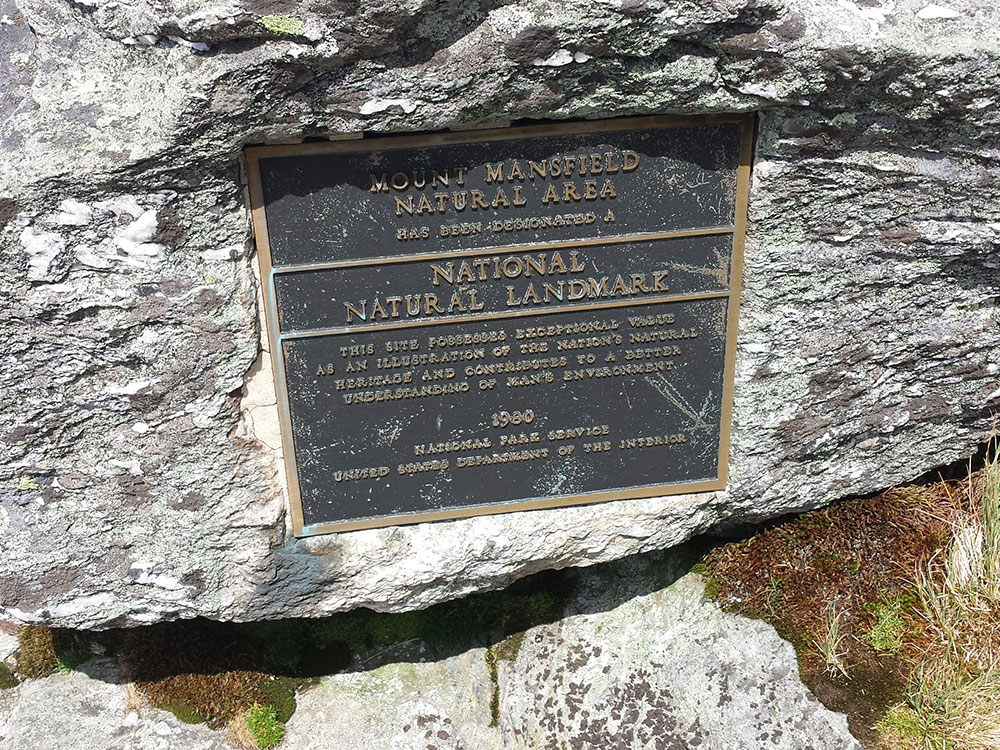 MOUNT MANSFIELD
NATURAL AREA
HAS BEEN DESIGNATED A
NATIONAL
NATURAL LANDMARK
THIS SITE POSSESSES EXCEPTIONAL VALUE
AS AN ILLUSTRATION OF THE NATION'S NATURAL
HERITAGE AND CONTRIBUTES TO A BETTER
UNDERSTANDING OF MAN'S ENVIRONMENT
1980
NATIONAL PARK SERVICE
UNITED STATES DEPARTMENT OF THE INTERIOR